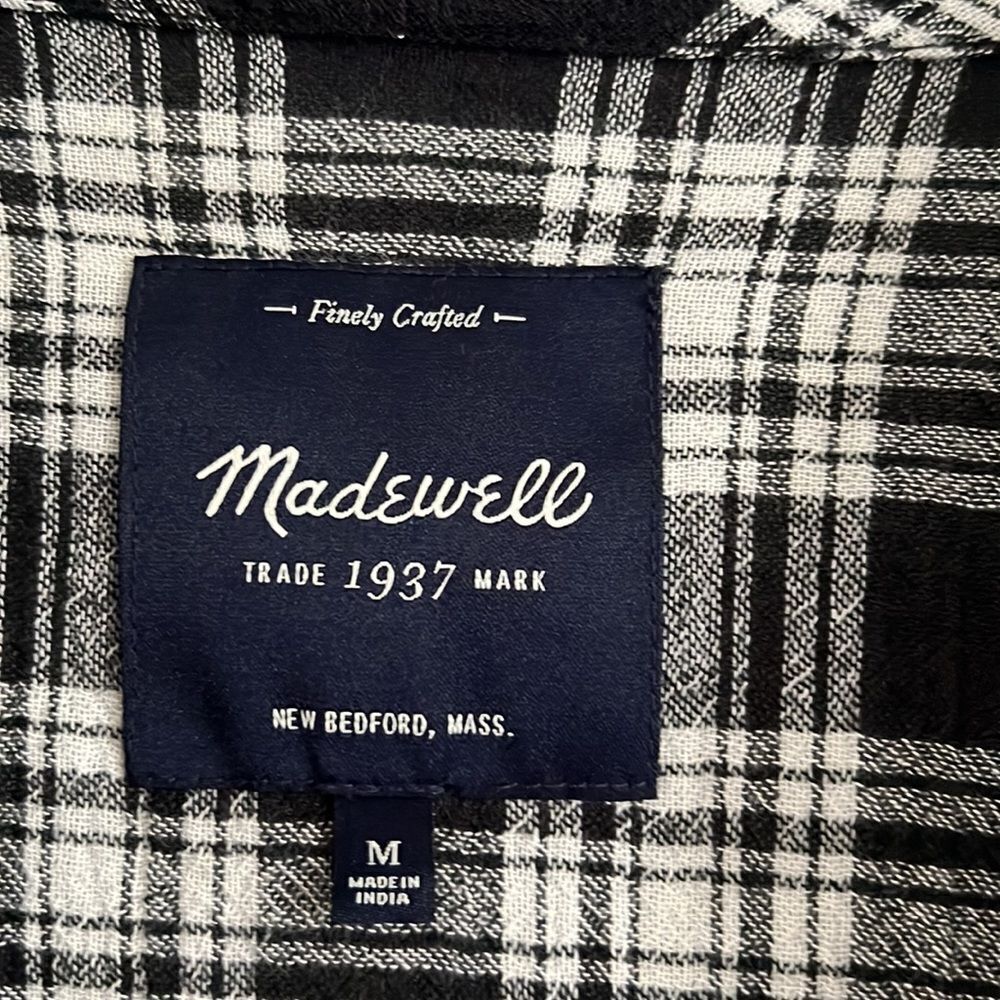 Finely Crafted
Madewell
TRADE 1937 MARK
NEW BEDFORD, MASS.
M
MADE IN
INDIA